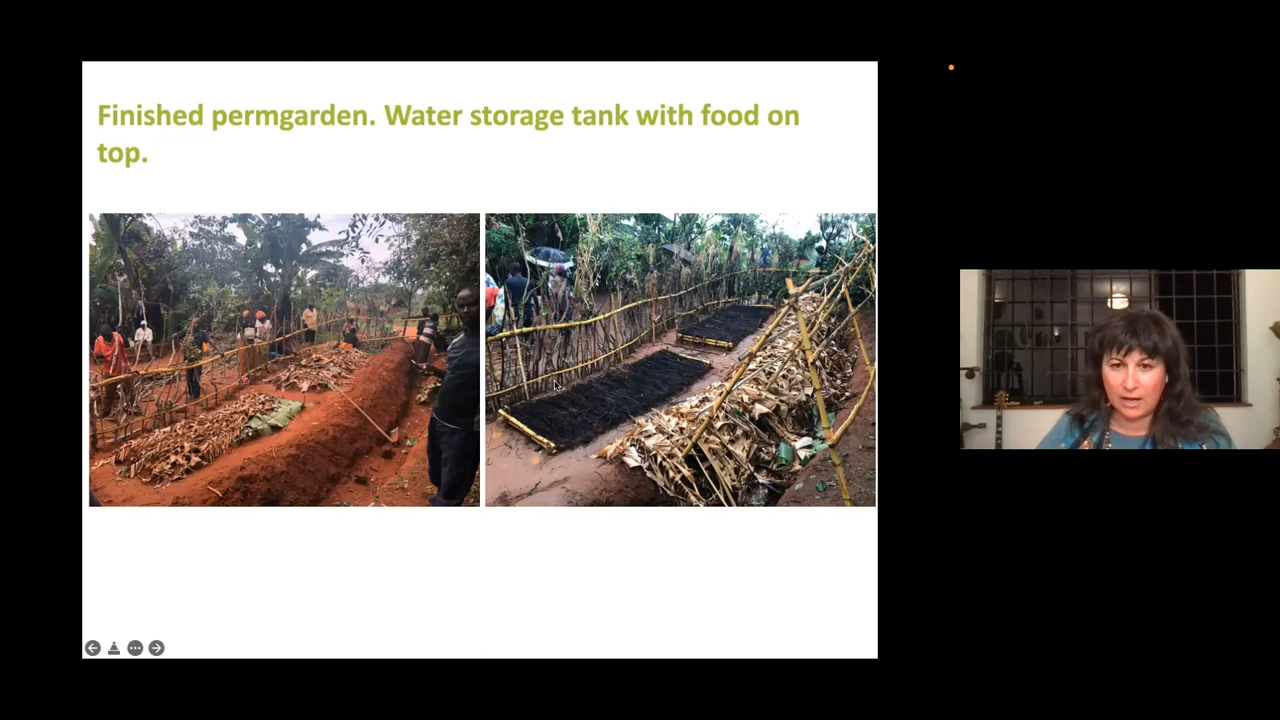 Finished permgarden. Water storage tank with food on
top.